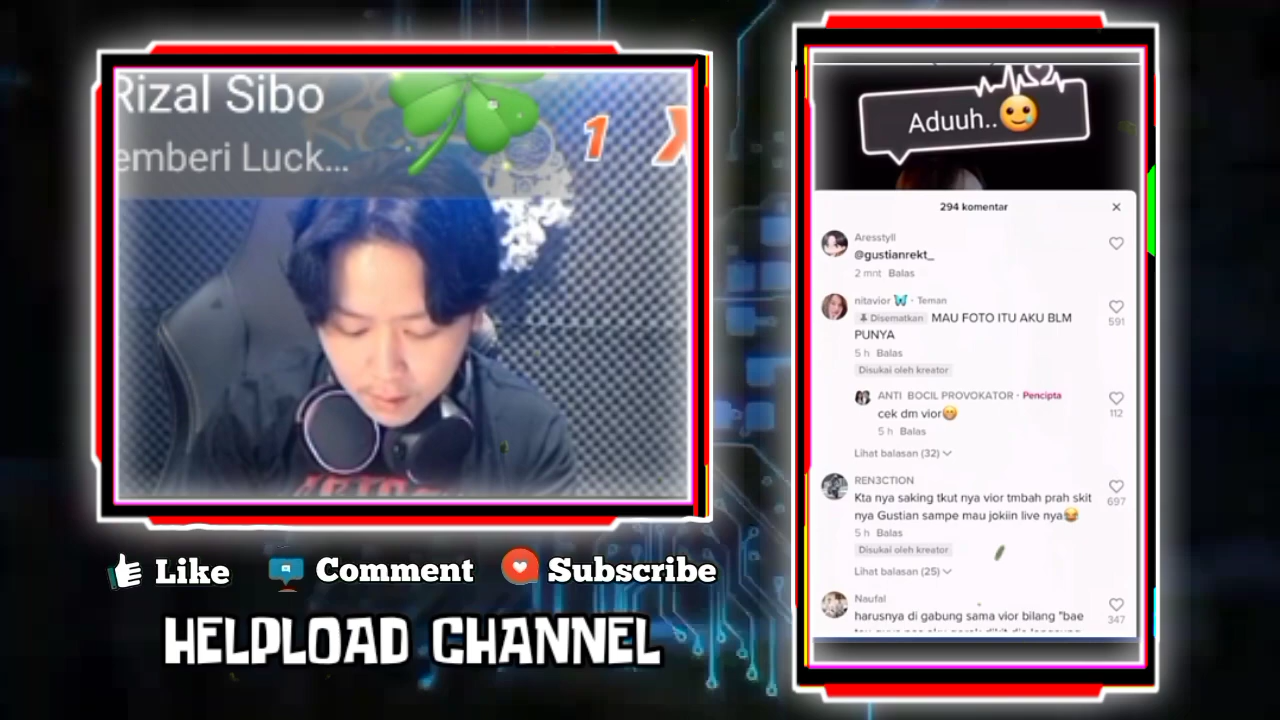 Rizal Sibo
emberi Luck...
1 X
Like
Comment
Subscribe
HELPLOAD CHANNEL
Aduuh..
294 komentar
Aresstyll
@gustianrekt_
2 mnt Balas
nitavior · Teman
Disematkan MAU FOTO ITU AKU BLM
PUNYA
591
5 h Balas
Disukai oleh kreator
ANTI BOCIL PROVOKATOR · Pencipta
cek dm vior
112
5 h Balas
Lihat balasan (32)
REN3CTION
Kta nya saking tkut nya vior tmbah prah skit
nya Gustian sampe mau jokiin live nya
697
5 h Balas
Disukai oleh kreator
Lihat balasan (25)
Naufal
harusnya di gabung sama vior bilang "bae
347